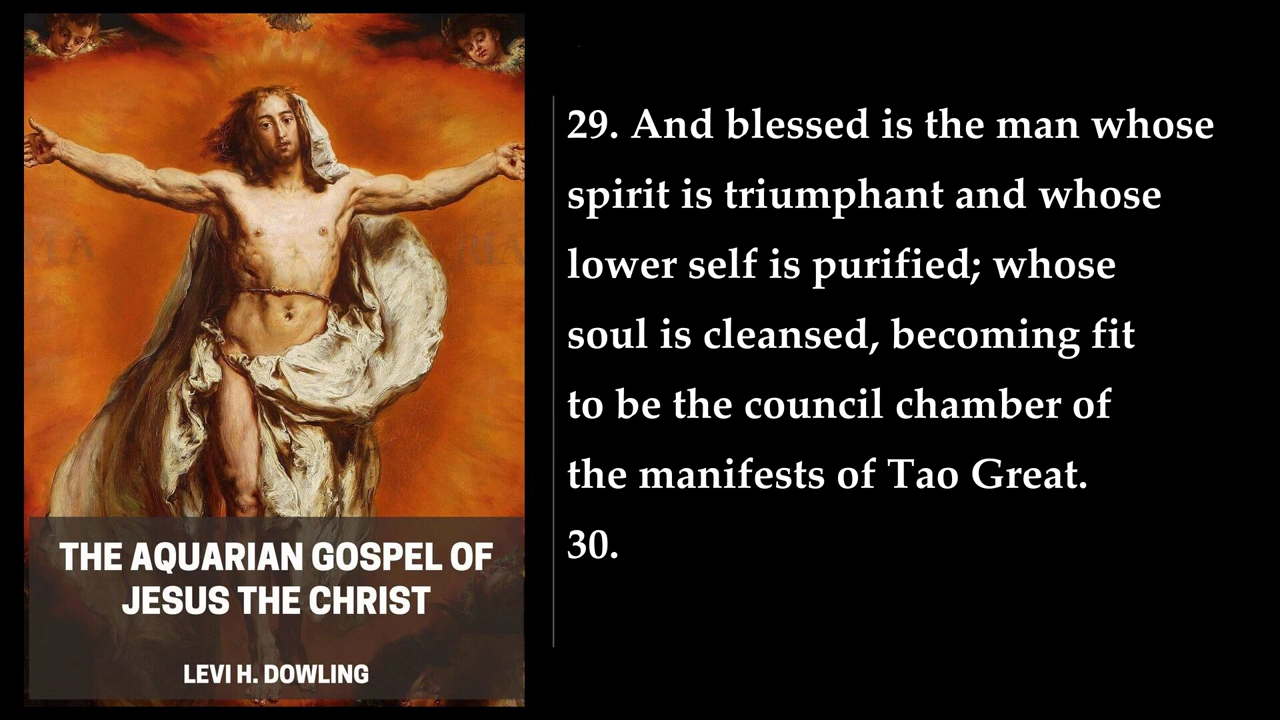 THE AQUARIAN GOSPEL OF
JESUS THE CHRIST
LEVI H. DOWLING
29. And blessed is the man whose
spirit is triumphant and whose
lower self is purified; whose
soul is cleansed, becoming fit
to be the council chamber of
the manifests of Tao Great.
30.